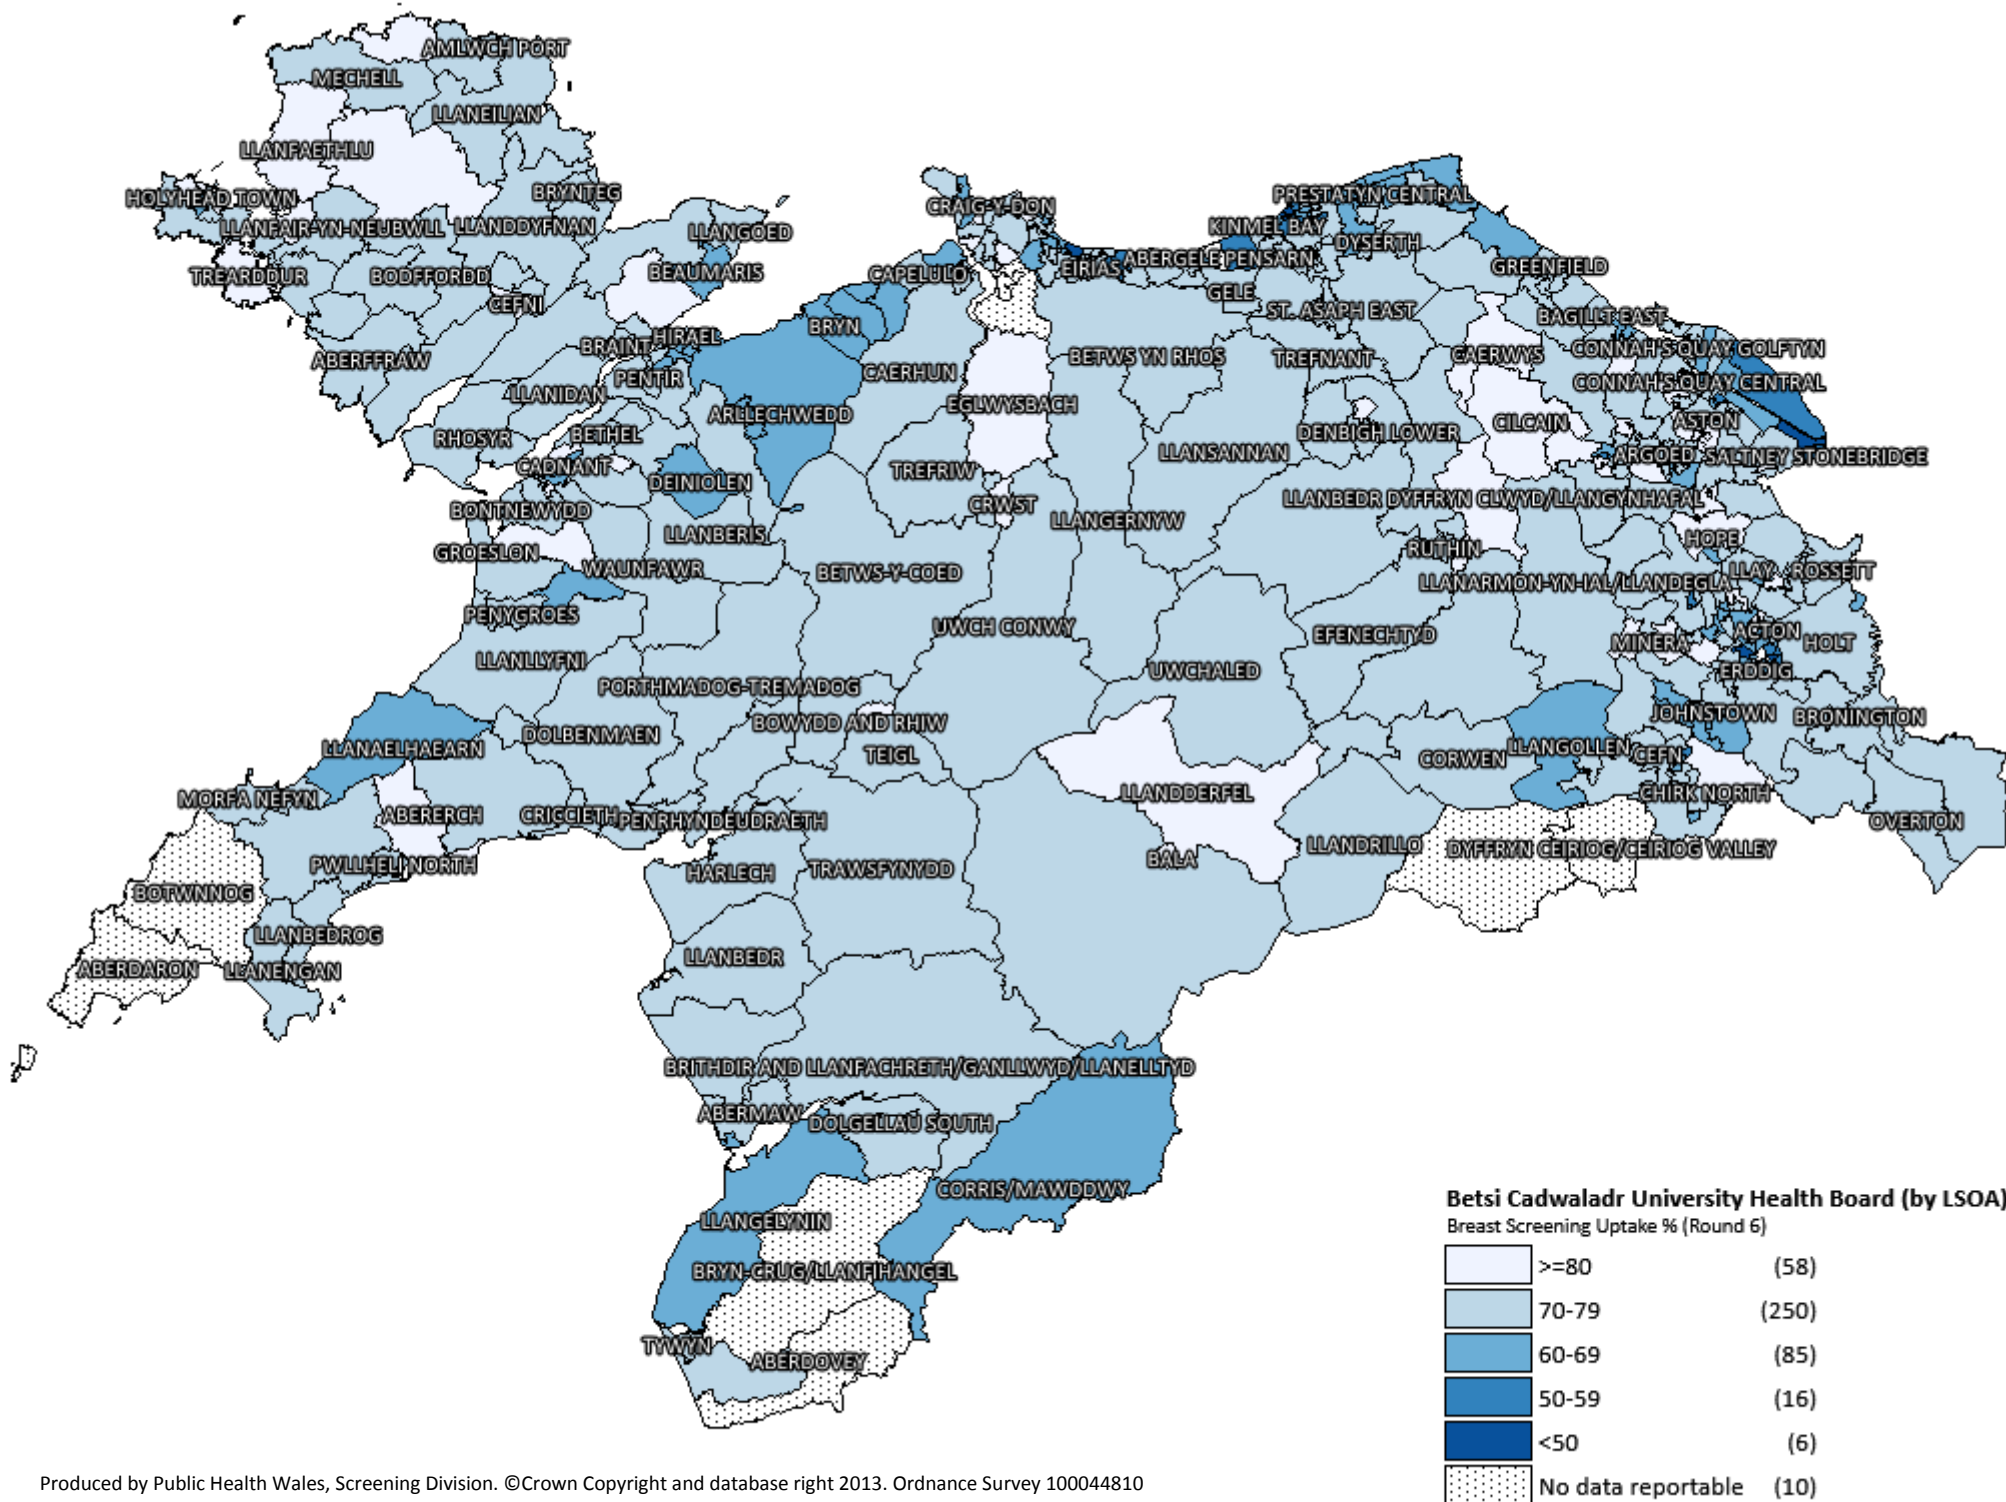 AMLWCH PORT
MECHELL
LLANEILIAN
LLANFAETHLU
HOLYHEAD TOWN
BRYNTEG
LLANFAIR-YN-NEUBWLL
LLANDDYFNAN
LLANGOED
TREARDDUR
BODFFORDD
BEAUMARIS
CEFNI
ABERFFRAW
BRAINT
HIRAEL
PENTIR
LLANIDAN
RHOSYR
BETHEL
CADNANT
DEINIOLEN
BONTNEWYDD
LLANBERIS
GROESLON
WAUNFAWR
PENYGROES
LLANLLYFNI
CRAIG-Y-DON
CAPELULO
BRYN
ARLLECHWEDD
CAERHUN
EGLWYSBACH
TREFRIW
CRWST
LLANGERNYW
BETWS-Y-COED
UWCH CONWY
PRESTATYN CENTRAL
KINMEL BAY
DYSERTH
EIRIAS
ABERGELE PENSARN
GREENFIELD
GELE
ST. ASAPH EAST
BAGILLT EAST
BETWS YN RHOS
TREFNANT
CAERWYS
CONNAH'S QUAY GOLFTYN
CONNAH'S QUAY CENTRAL
CILCAIN
ASTON
DENBIGH LOWER
LLANSANNAN
ARGOED
SALTNEY STONEBRIDGE
LLANBEDR DYFFRYN CLWYD/LLANGYNHAFAL
HOPE
RUTHIN
LLANARMON-YN-IAL/LLANDEGLA
LLAY
ROSSETT
EFENECHTYD
MINERA
ACTON
HOLT
ERDDIG
UWCHALED
PORTHMADOG-TREMADOG
BOWYDD AND RHIW
TEIGL
DOLBENMAEN
LLANAELHAEARN
JOHNSTOWN
BRONINGTON
CORWEN
LLANGOLLEN
CEFN
MORFA NEFYN
ABERERCH
CRICCIETH
PENRHYNDEUDRAETH
LLANDDERFEL
CHIRK NORTH
OVERTON
PWLLHELI NORTH
HARLECH
TRAWSFYNYDD
BALA
LLANDRILLO
DYFFRYN CEIRIOG/CEIRIOG VALLEY
BOTWNNOG
LLANBEDROG
ABERDARON
LLANENGAN
LLANBEDR
BRITHDIR AND LLANFACHRETH/GANLLWYD/LLANELLTYD
ABERMAW
DOLGELLAU SOUTH
CORRIS/MAWDDWY
LLANGELYNIN
BRYN-CRUG/LLANFIHANGEL
TYWYN
ABERDOVEY
Betsi Cadwaladr University Health Board (by LSOA)
Breast Screening Uptake % (Round 6)
>=80 (58)
70-79 (250)
60-69 (85)
50-59 (16)
<50 (6)
No data reportable (10)
Produced by Public Health Wales, Screening Division. ©Crown Copyright and database right 2013. Ordnance Survey 100044810